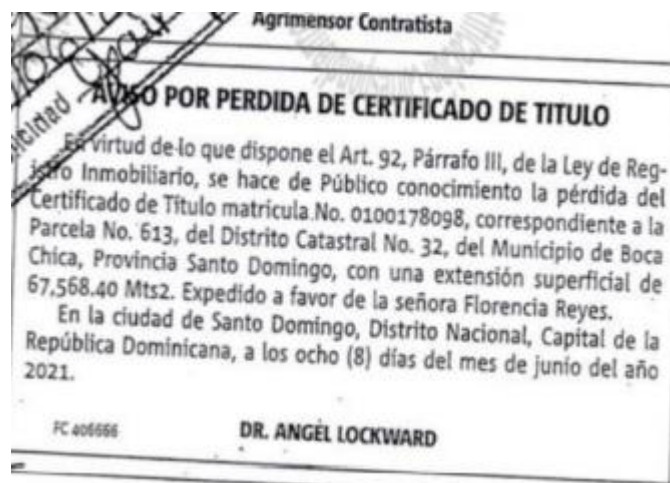 Agrimensor Contratista
icidad
AVISO POR PERDIDA DE CERTIFICADO DE TITULO
En virtud de lo que dispone el Art. 92, Párrafo III, de la Ley de Reg-
istro Inmobiliario, se hace de Público conocimiento la pérdida del
Certificado de Título matricula No. 0100178098, correspondiente a la
Parcela No. 613, del Distrito Catastral No. 32, del Municipio de Boca
Chica, Provincia Santo Domingo, con una extensión superficial de
67,568.40 Mts2. Expedido a favor de la señora Florencia Reyes.
En la ciudad de Santo Domingo, Distrito Nacional, Capital de la
República Dominicana, a los ocho (8) días del mes de junio del año
2021.
FC 406666
DR. ANGEL LOCKWARD